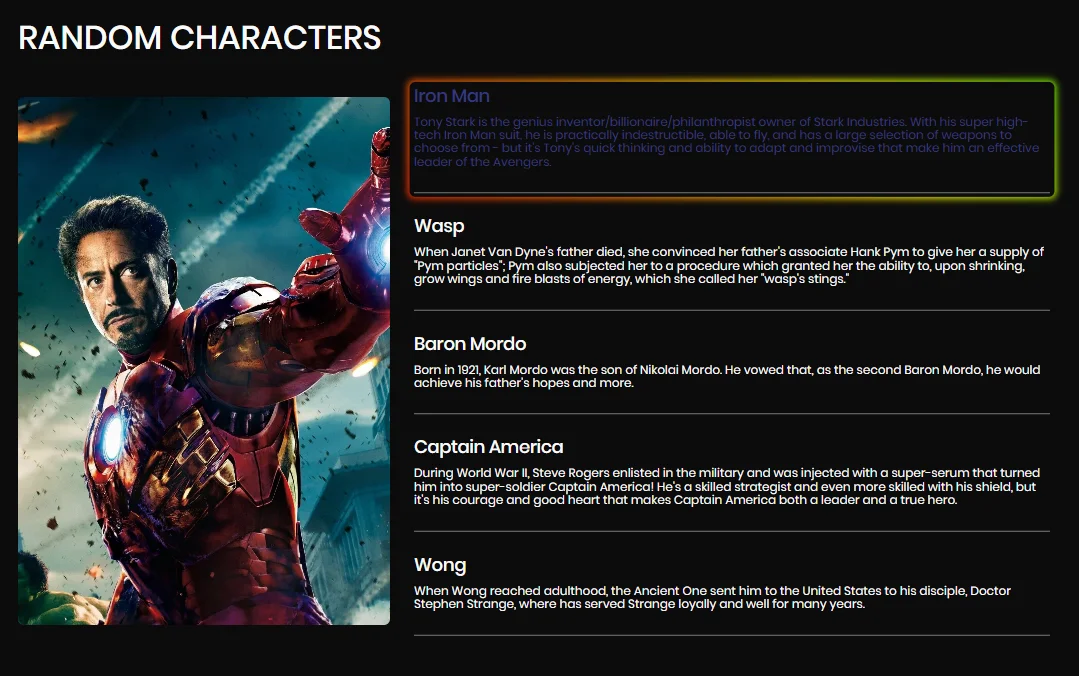 RANDOM CHARACTERS
Iron Man
Tony Stark is the genius inventor/billionaire/philanthropist owner of Stark Industries. With his super high-
tech Iron Man suit, he is practically indestructible, able to fly, and has a large selection of weapons to
choose from - but it's Tony's quick thinking and ability to adapt and improvise that make him an effective
leader of the Avengers.
Wasp
When Janet Van Dyne's father died, she convinced her father's associate Hank Pym to give her a supply of
"Pym particles"; Pym also subjected her to a procedure which granted her the ability to, upon shrinking,
grow wings and fire blasts of energy, which she called her "wasp's stings."
Baron Mordo
Born in 1921, Karl Mordo was the son of Nikolai Mordo. He vowed that, as the second Baron Mordo, he would
achieve his father's hopes and more.
Captain America
During World War II, Steve Rogers enlisted in the military and was injected with a super-serum that turned
him into super-soldier Captain America! He's a skilled strategist and even more skilled with his shield, but
it's his courage and good heart that makes Captain America both a leader and a true hero.
Wong
When Wong reached adulthood, the Ancient One sent him to the United States to his disciple, Doctor
Stephen Strange, where has served Strange loyally and well for many years.